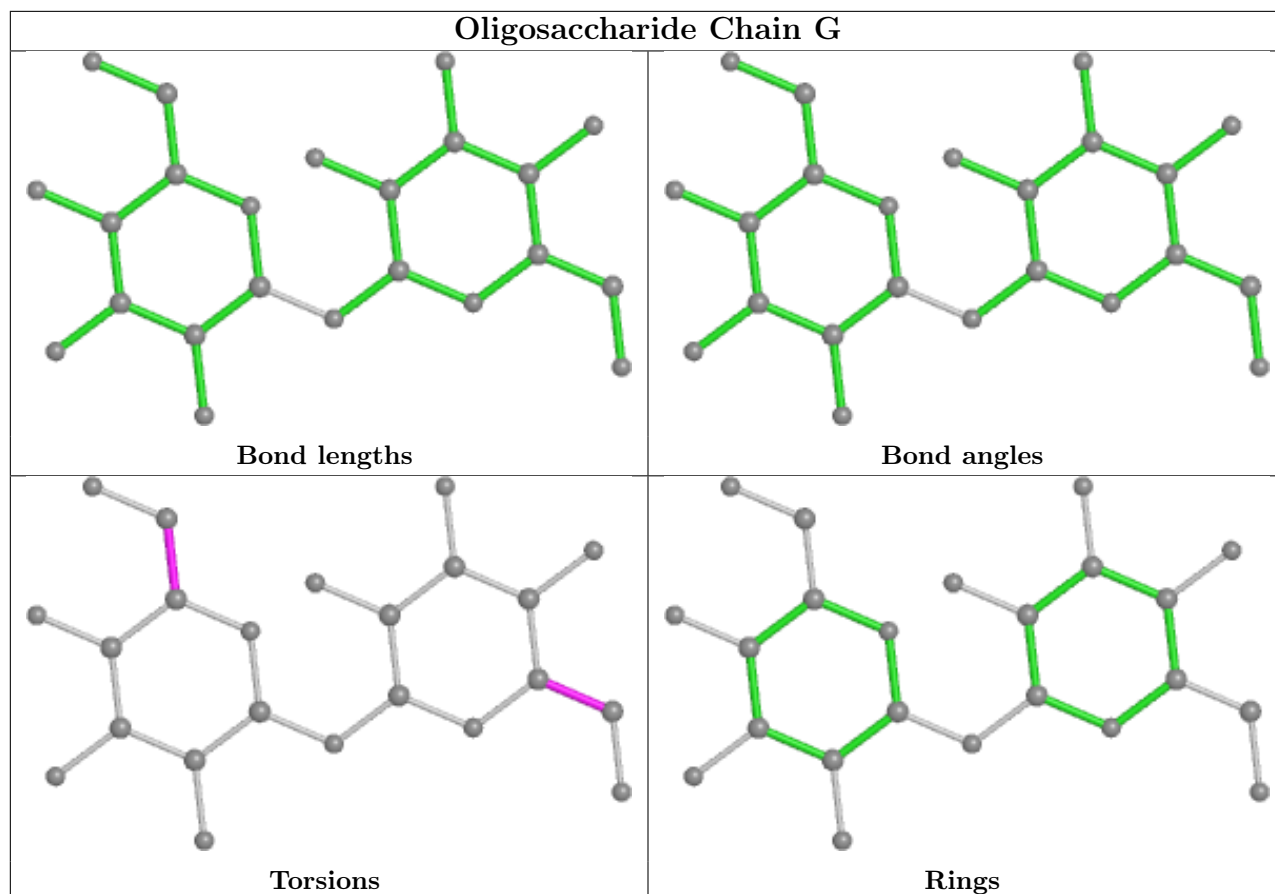 Oligosaccharide Chain G
Bond lengths
Bond angles
Torsions
Rings